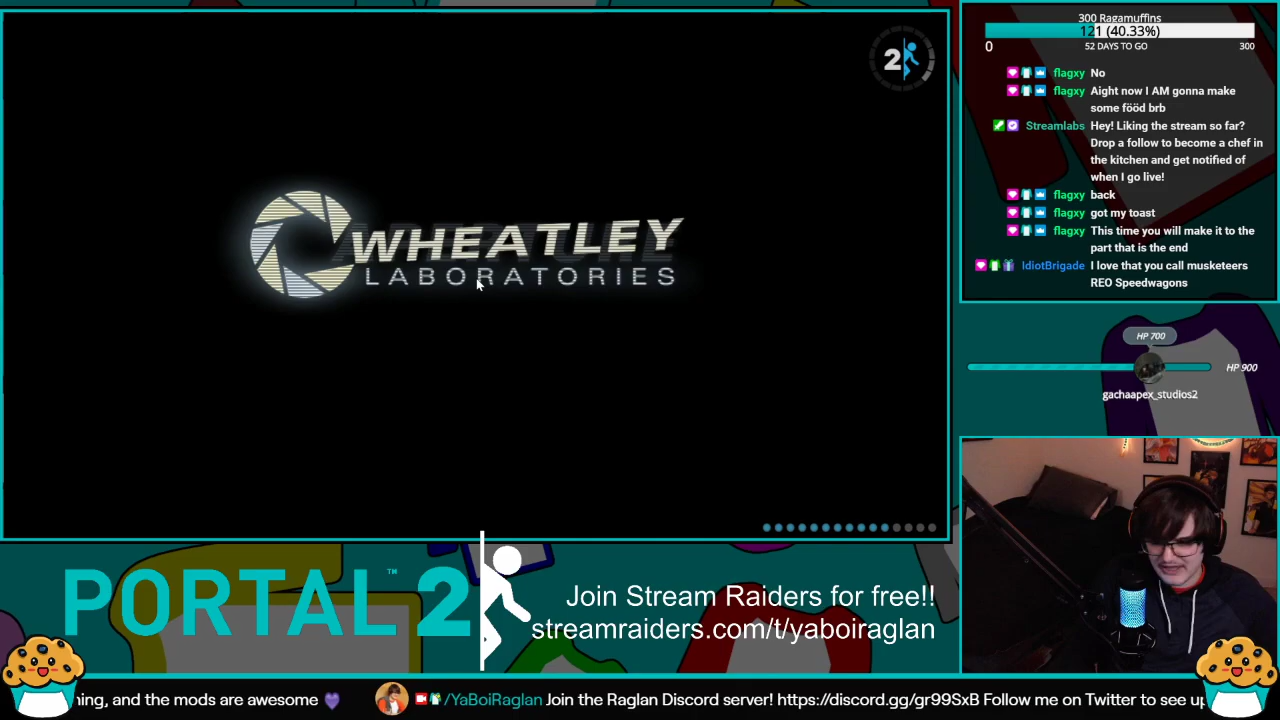 2
WHEATLEY
LABORATORIES
300 Ragamuffins
121 (40.33%)
0 52 DAYS TO GO 300
flagxy No
flagxy Aight now I AM gonna make
some fööd brb
Streamlabs Hey! Liking the stream so far?
Drop a follow to become a chef in
the kitchen and get notified of
when I go live!
flagxy back
flagxy got my toast
flagxy This time you will make it to the
part that is the end
IdiotBrigade I love that you call musketeers
REO Speedwagons
HP 700
HP 900
gachaapex_studios2
PORTAL™ 2
Join Stream Raiders for free!!
streamraiders.com/t/yaboiraglan
ning, and the mods are awesome 💜 /YaBoiRaglan Join the Raglan Discord server! https://discord.gg/gr99SxB Follow me on Twitter to see up